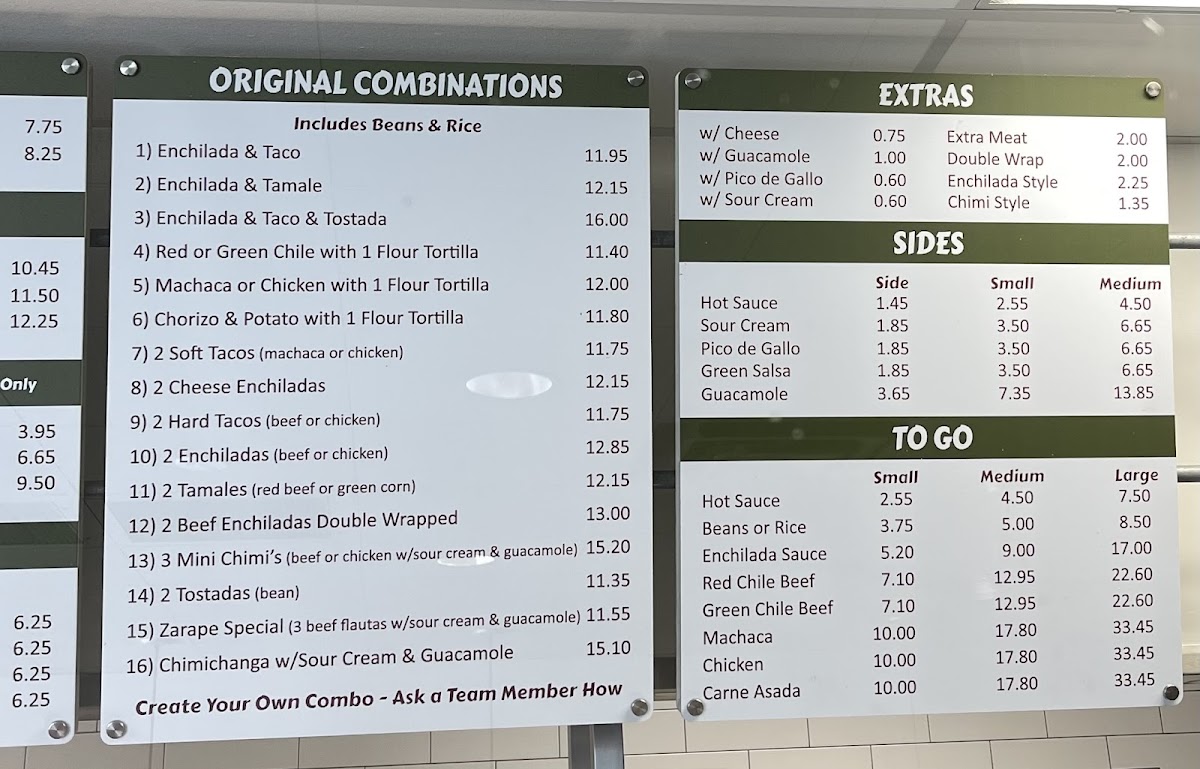 7.75
8.25
10.45
11.50
12.25
Only
3.95
6.65
9.50
6.25
6.25
6.25
6.25
ORIGINAL COMBINATIONS
Includes Beans & Rice
1) Enchilada & Taco 11.95
2) Enchilada & Tamale 12.15
3) Enchilada & Taco & Tostada 16.00
4) Red or Green Chile with 1 Flour Tortilla 11.40
5) Machaca or Chicken with 1 Flour Tortilla 12.00
6) Chorizo & Potato with 1 Flour Tortilla 11.80
7) 2 Soft Tacos (machaca or chicken) 11.75
8) 2 Cheese Enchiladas 12.15
9) 2 Hard Tacos (beef or chicken) 11.75
10) 2 Enchiladas (beef or chicken) 12.85
11) 2 Tamales (red beef or green corn) 12.15
12) 2 Beef Enchiladas Double Wrapped 13.00
13) 3 Mini Chimi's (beef or chicken w/sour cream & guacamole) 15.20
14) 2 Tostadas (bean) 11.35
15) Zarape Special (3 beef flautas w/sour cream & guacamole) 11.55
16) Chimichanga w/Sour Cream & Guacamole 15.10
Create Your Own Combo - Ask a Team Member How
EXTRAS
w/ Cheese 0.75 Extra Meat 2.00
w/ Guacamole 1.00 Double Wrap 2.00
w/ Pico de Gallo 0.60 Enchilada Style 2.25
w/ Sour Cream 0.60 Chimi Style 1.35
SIDES
Side Small Medium
Hot Sauce 1.45 2.55 4.50
Sour Cream 1.85 3.50 6.65
Pico de Gallo 1.85 3.50 6.65
Green Salsa 1.85 3.50 6.65
Guacamole 3.65 7.35 13.85
TO GO
Small Medium Large
Hot Sauce 2.55 4.50 7.50
Beans or Rice 3.75 5.00 8.50
Enchilada Sauce 5.20 9.00 17.00
Red Chile Beef 7.10 12.95 22.60
Green Chile Beef 7.10 12.95 22.60
Machaca 10.00 17.80 33.45
Chicken 10.00 17.80 33.45
Carne Asada 10.00 17.80 33.45